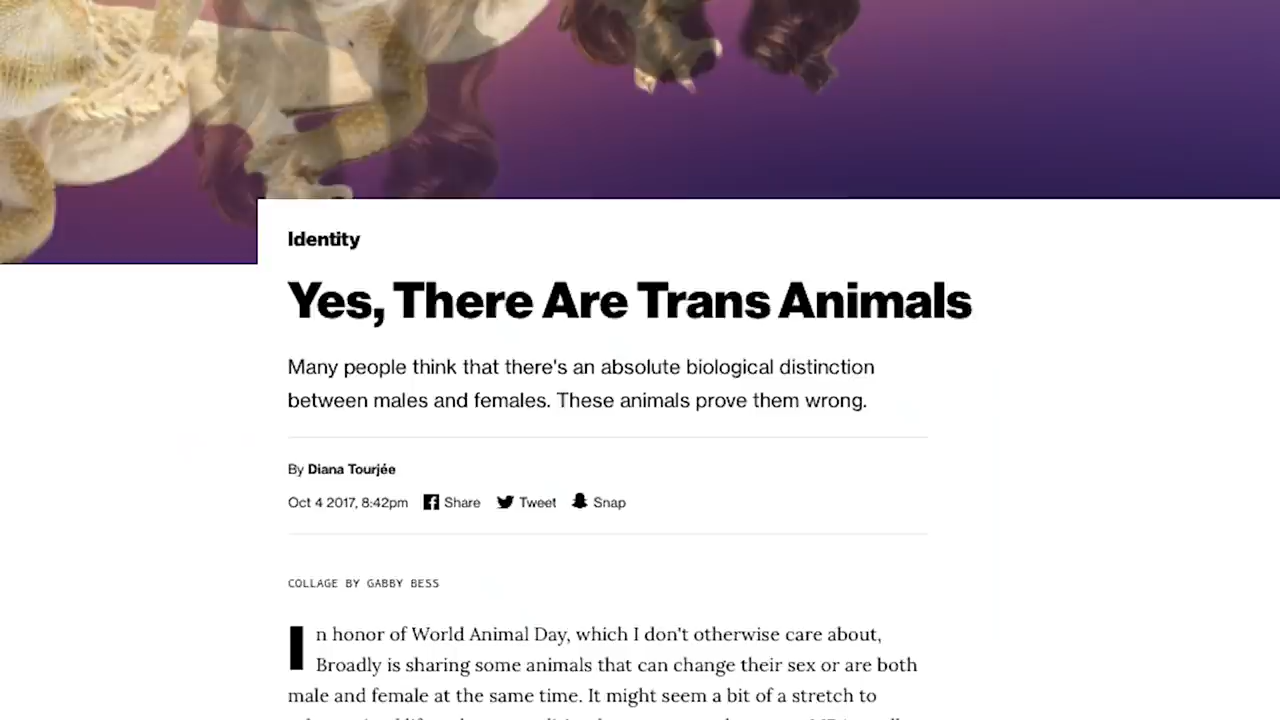 Identity
Yes, There Are Trans Animals
Many people think that there's an absolute biological distinction
between males and females. These animals prove them wrong.
By Diana Tourjée
Oct 4 2017, 8:42pm Share Tweet Snap
COLLAGE BY GABBY BESS
In honor of World Animal Day, which I don't otherwise care about,
Broadly is sharing some animals that can change their sex or are both
male and female at the same time. It might seem a bit of a stretch to